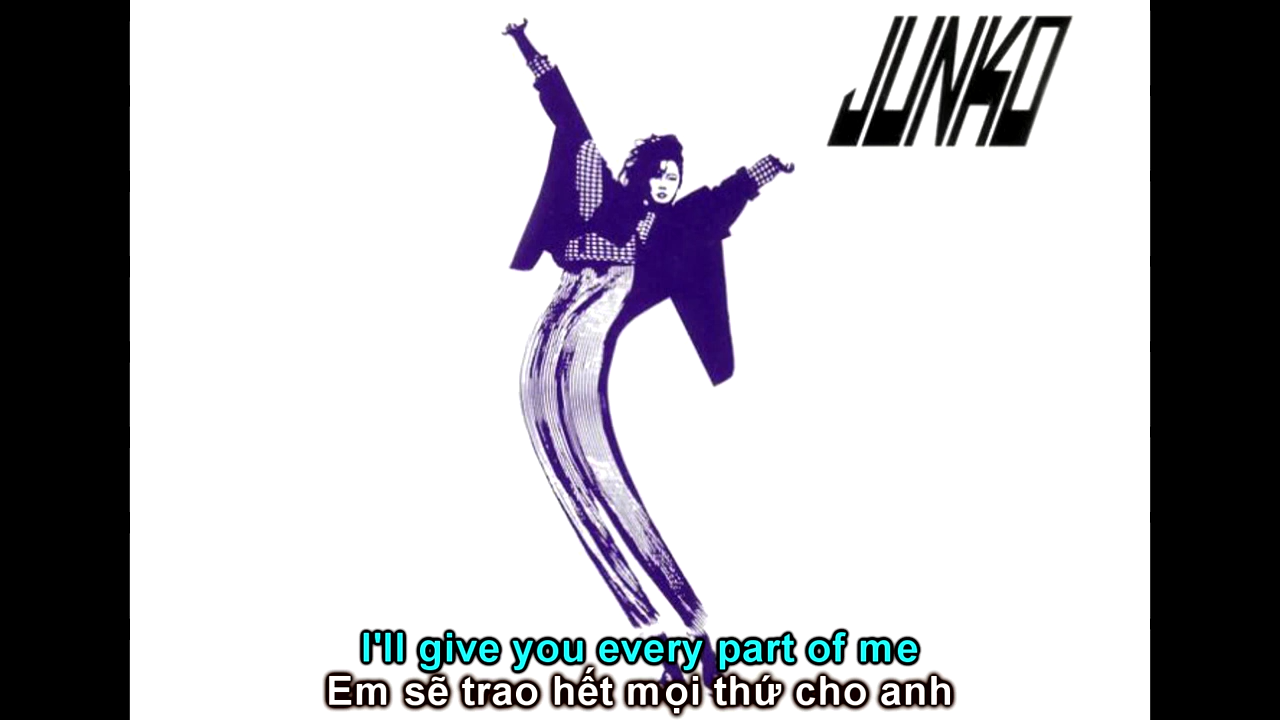 JUNKO
I'll give you every part of me
Em sẽ trao hết mọi thứ cho anh